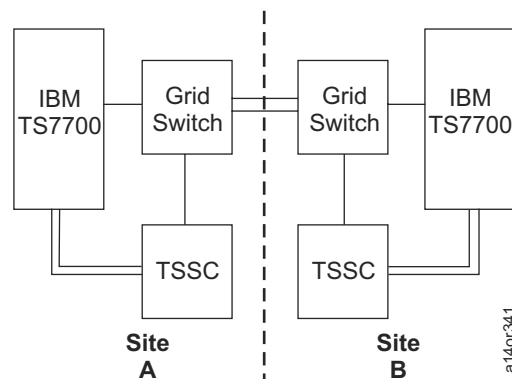 IBM
TS7700
Grid
Switch
Grid
Switch
IBM
TS7700
TSSC
TSSC
Site
A
Site
B
a14or341